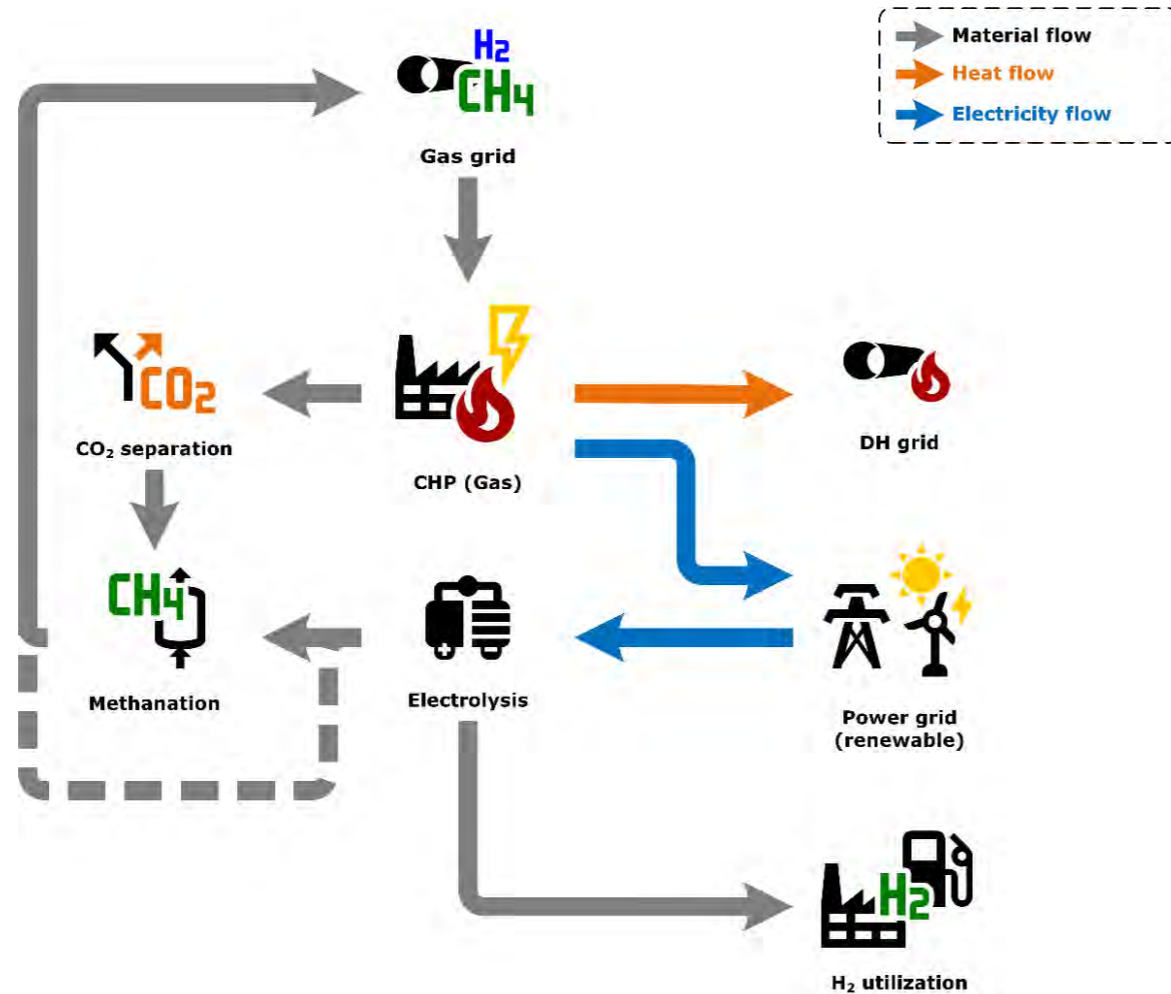 Material flow
Heat flow
Electricity flow
H2
CH4
Gas grid
CO2
CO₂ separation
CHP (Gas)
DH grid
CH4
Methanation
Electrolysis
Power grid
(renewable)
H2
H₂ utilization